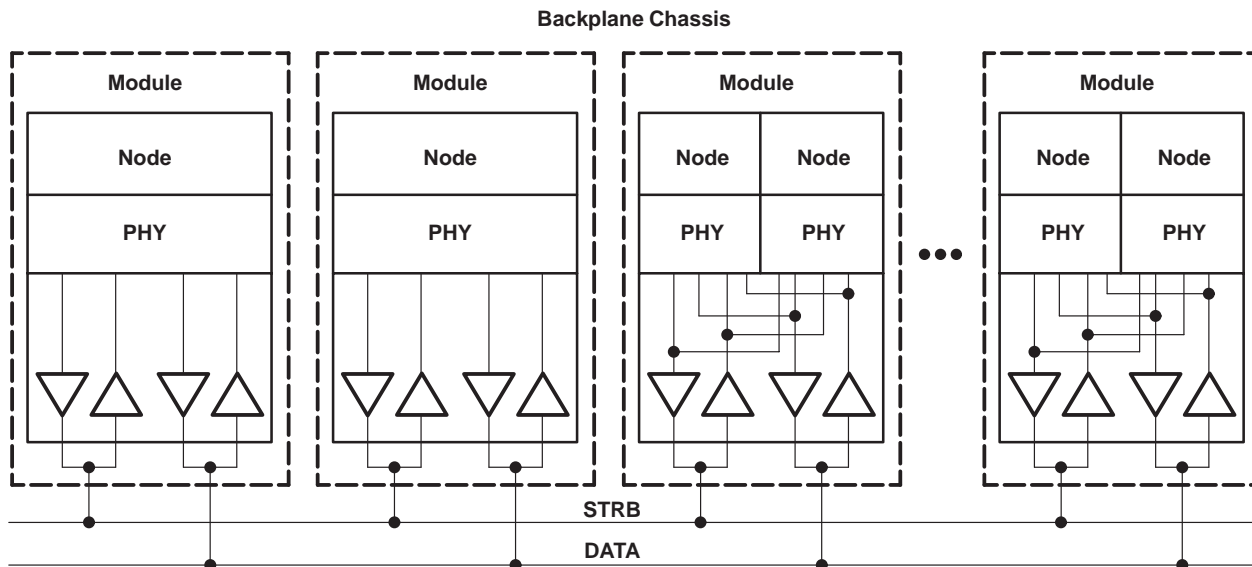 Backplane Chassis
Module
Module
Module
Module
Node
Node
Node
Node
Node
Node
PHY
PHY
PHY
PHY
PHY
PHY
STRB
DATA